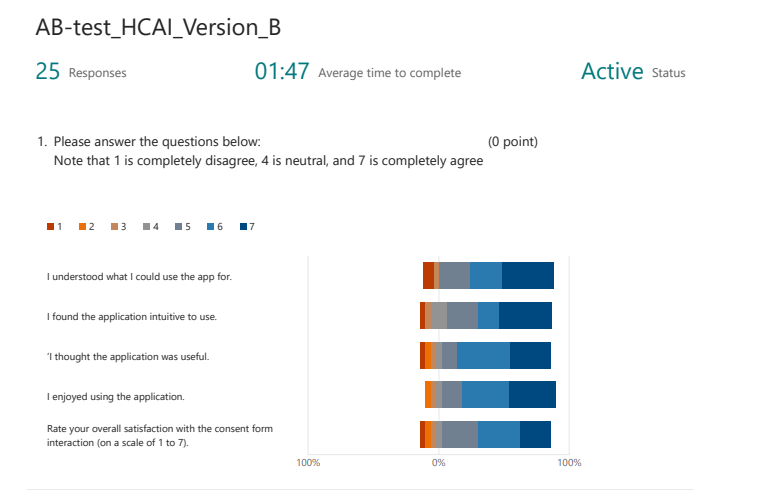 AB-test_HCAI_Version_B
25 Responses 01:47 Average time to complete Active Status
1. Please answer the questions below: (0 point)
Note that 1 is completely disagree, 4 is neutral, and 7 is completely agree
1 2 3 4 5 6 7
I understood what I could use the app for.
I found the application intuitive to use.
'I thought the application was useful.
I enjoyed using the application.
Rate your overall satisfaction with the consent form
interaction (on a scale of 1 to 7).
100% 0% 100%